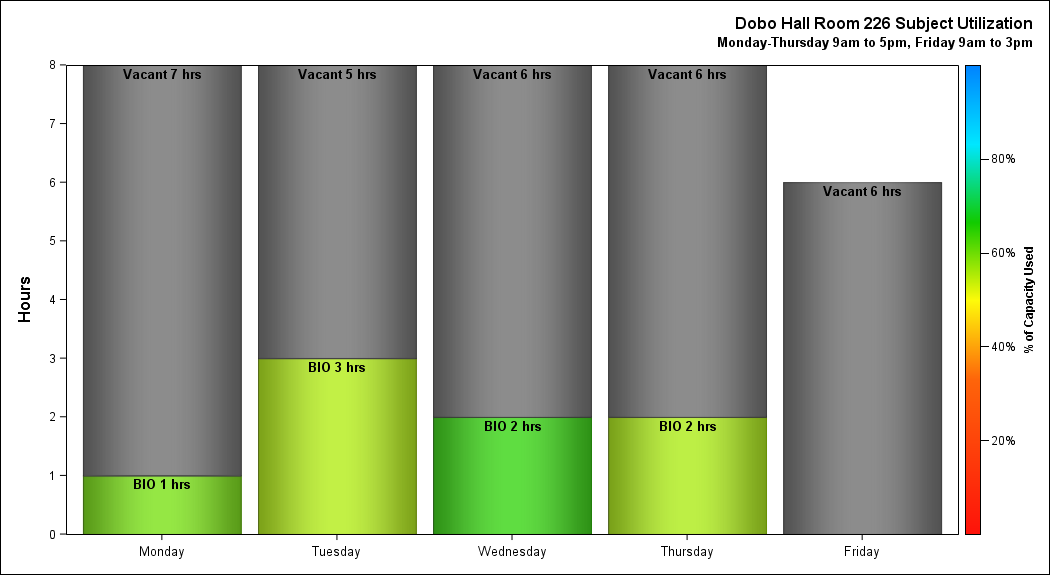 Dobo Hall Room 226 Subject Utilization
Monday-Thursday 9am to 5pm, Friday 9am to 3pm
8
7
6
5
4
3
2
1
0
Hours
Vacant 7 hrs
Vacant 5 hrs
Vacant 6 hrs
Vacant 6 hrs
Vacant 6 hrs
BIO 1 hrs
BIO 3 hrs
BIO 2 hrs
BIO 2 hrs
Monday
Tuesday
Wednesday
Thursday
Friday
80%
60%
40%
20%
% of Capacity Used